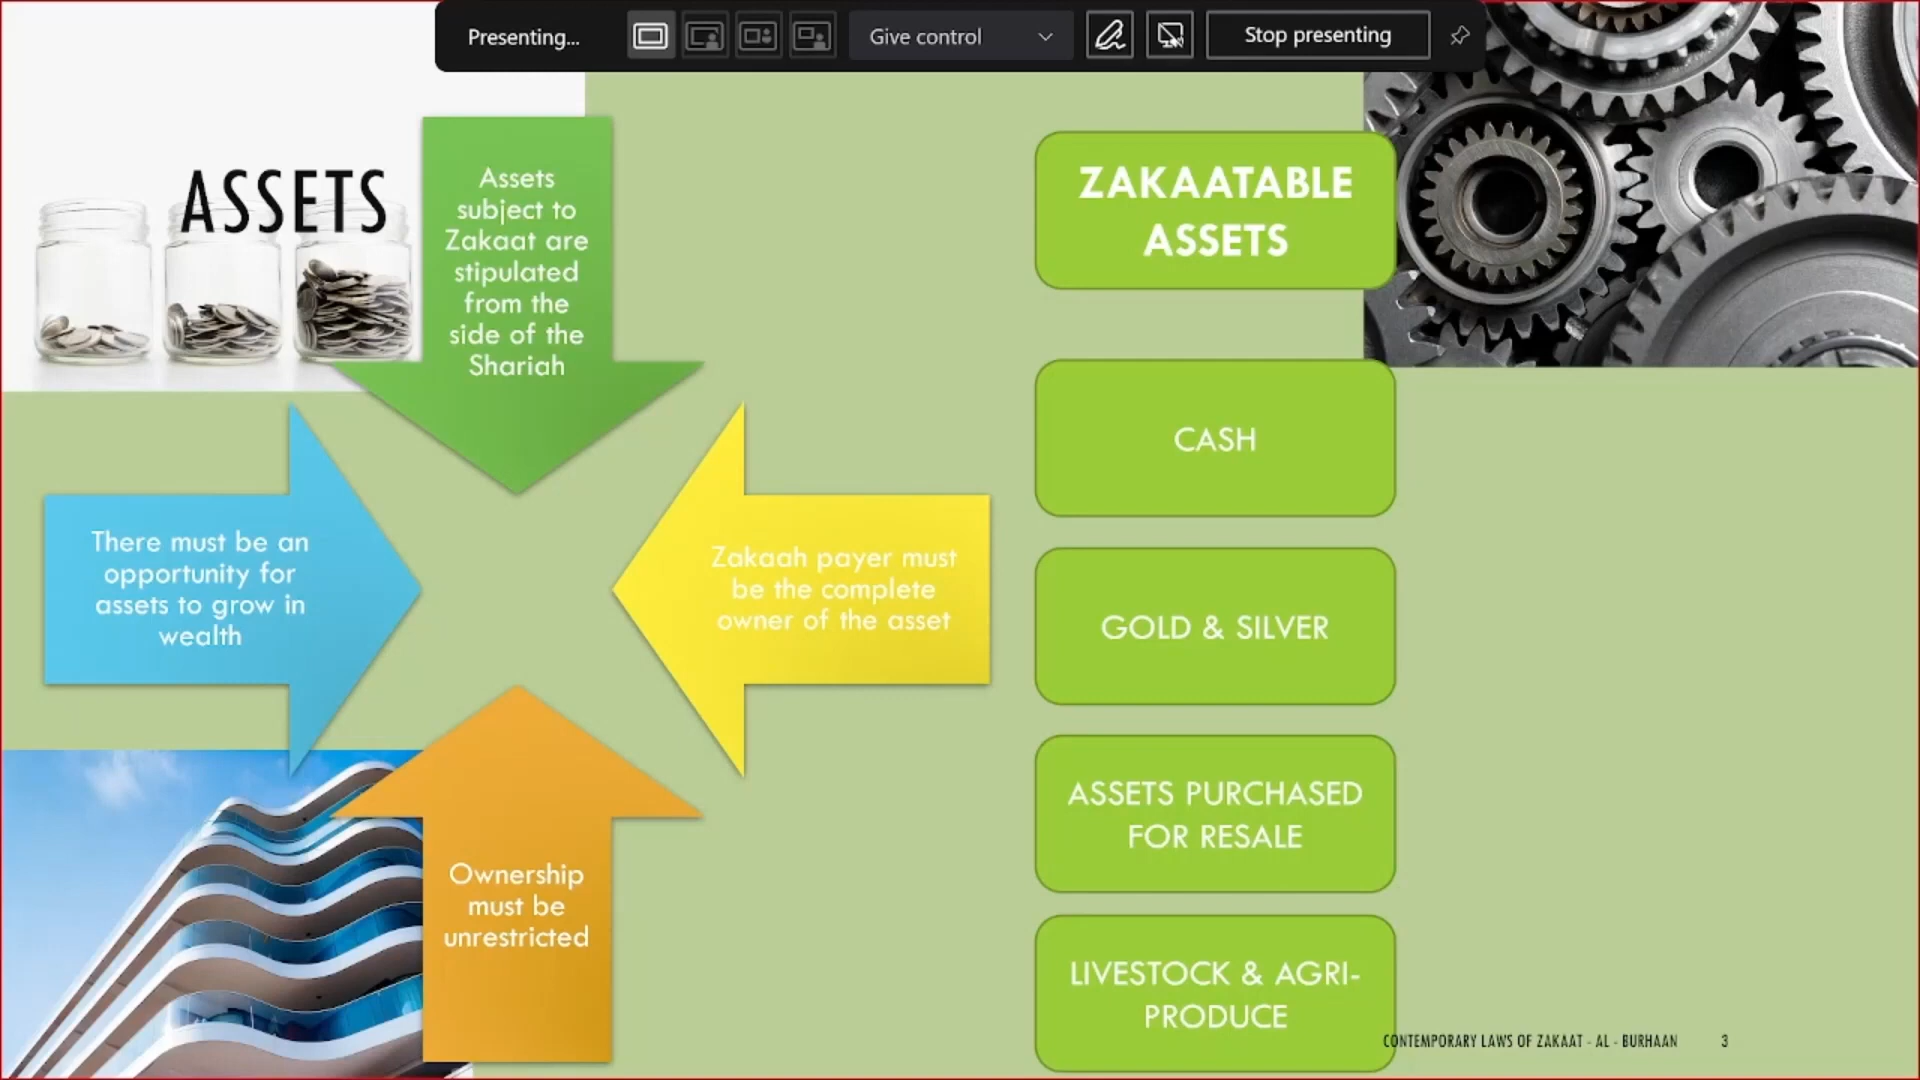 Presenting...
Give control
Stop presenting
ASSETS
Assets
subject to
Zakaat are
stipulated
from the
side of the
Shariah
There must be an
opportunity for
assets to grow in
wealth
Zakaah payer must
be the complete
owner of the asset
Ownership
must be
unrestricted
ZAKAATABLE
ASSETS
CASH
GOLD & SILVER
ASSETS PURCHASED
FOR RESALE
LIVESTOCK & AGRI-
PRODUCE
CONTEMPORARY LAWS OF ZAKAAT - AL - BURHAAN 3